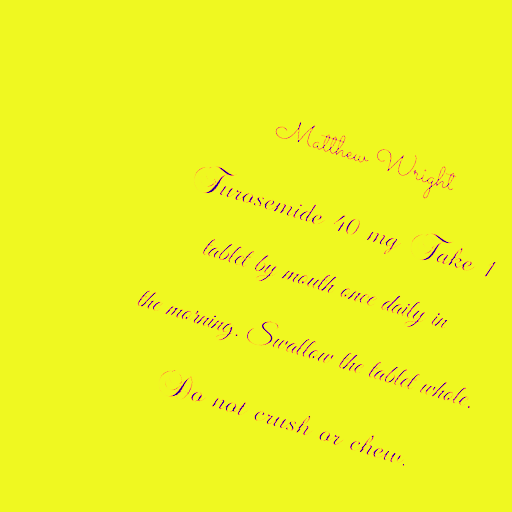 Matthew Wright
Furosemide 40 mg Take 1
tablet by mouth once daily in
the morning. Swallow the tablet whole.
Do not crush or chew.